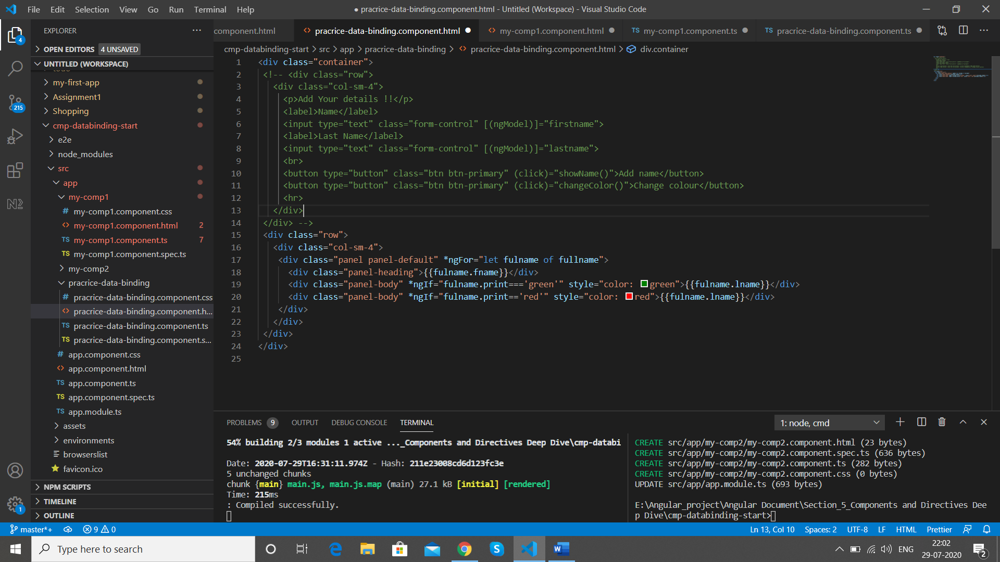 File Edit Selection View Go Run Terminal Help
● pracrice-data-binding.component.html - Untitled (Workspace) - Visual Studio Code
EXPLORER
OPEN EDITORS 4 UNSAVED
UNTITLED (WORKSPACE)
my-first-app
Assignment1
Shopping
cmp-databinding-start
e2e
node_modules
src
app
my-comp1
my-comp1.component.css
my-comp1.component.html 2
my-comp1.component.ts 7
my-comp1.component.spec.ts
my-comp2
pracrice-data-binding
pracrice-data-binding.component.css
pracrice-data-binding.component.h...
pracrice-data-binding.component.ts
pracrice-data-binding.component.s...
app.component.css
app.component.html
app.component.ts
app.component.spec.ts
app.module.ts
assets
environments
browserslist
favicon.ico
NPM SCRIPTS
TIMELINE
OUTLINE
4
215
1
component.html
pracrice-data-binding.component.html
my-comp1.component.html
TS my-comp1.component.ts
TS pracrice-data-binding.component.ts
cmp-databinding-start > src > app > pracrice-data-binding > pracrice-data-binding.component.html > div.container
1 <div class="container">
2 <!-- <div class="row">
3 <div class="col-sm-4">
4 <p>Add Your details !!</p>
5 <label>Name</label>
6 <input type="text" class="form-control" [(ngModel)]="firstname">
7 <label>Last Name</label>
8 <input type="text" class="form-control" [(ngModel)]="lastname">
9 <br>
10 <button type="button" class="btn btn-primary" (click)="showName()">Add name</button>
11 <button type="button" class="btn btn-primary" (click)="changeColor()">Change colour</button>
12 <hr>
13 </div>
14 </div> -->
15 <div class="row">
16 <div class="col-sm-4">
17 <div class="panel panel-default" *ngFor="let fulname of fullname">
18 <div class="panel-heading">{{fulname.fname}}</div>
19 <div class="panel-body" *ngIf="fulname.print==='green'" style="color: green">{{fulname.lname}}</div>
20 <div class="panel-body" *ngIf="fulname.print=='red'" style="color: red">{{fulname.lname}}</div>
21 </div>
22 </div>
23 </div>
24 </div>
25
PROBLEMS 9 OUTPUT DEBUG CONSOLE TERMINAL
1: node, cmd
54% building 2/3 modules 1 active ..._Components and Directives Deep Dive\cmp-databi
Date: 2020-07-29T16:31:11.974Z - Hash: 211e23008cd6d123fc3e
5 unchanged chunks
chunk {main} main.js, main.js.map (main) 27.1 kB [initial] [rendered]
Time: 215ms
: Compiled successfully.
CREATE src/app/my-comp2/my-comp2.component.html (23 bytes)
CREATE src/app/my-comp2/my-comp2.component.spec.ts (636 bytes)
CREATE src/app/my-comp2/my-comp2.component.ts (282 bytes)
CREATE src/app/my-comp2/my-comp2.component.css (0 bytes)
UPDATE src/app/app.module.ts (693 bytes)
E:\Angular_project\Angular Document\Section_5_Components and Directives Dee
p Dive\cmp-databinding-start>
master*+ 9 0
Ln 13, Col 10 Spaces: 2 UTF-8 LF HTML Prettier
Type here to search
ENG
22:02
29-07-2020
2